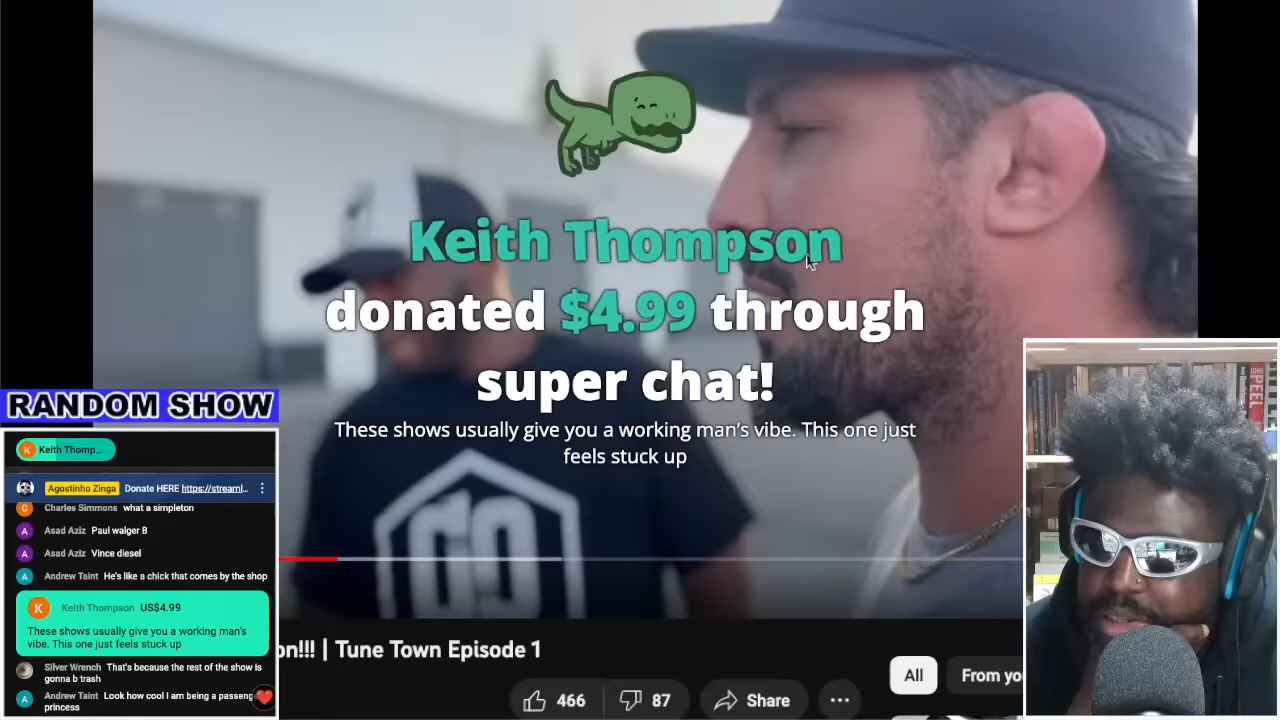 Keith Thompson
donated $4.99 through
super chat!
These shows usually give you a working man's vibe. This one just
feels stuck up
RANDOM SHOW
K Keith Thomp...
Agostinho Zinga Donate HERE https://streaml...
C Charles Simmons what a simpleton
A Asad Aziz Paul walger B
A Asad Aziz Vince diesel
A Andrew Taint He's like a chick that comes by the shop
K Keith Thompson US$4.99
These shows usually give you a working man's
vibe. This one just feels stuck up
Silver Wrench That's because the rest of the show is
gonna b trash
A Andrew Taint Look how cool I am being a passeng
princess
on!!! | Tune Town Episode 1
466
87
Share
All
From yo
PEEL